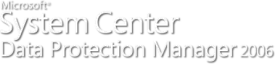 Microsoft®
System Center
Data Protection Manager 2006